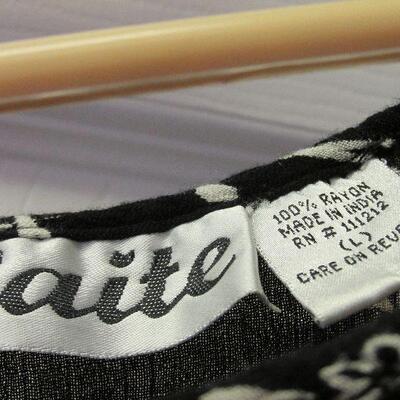 aite
100% RAYON
MADE IN INDIA
RN # 111212
(L)
CARE ON REV